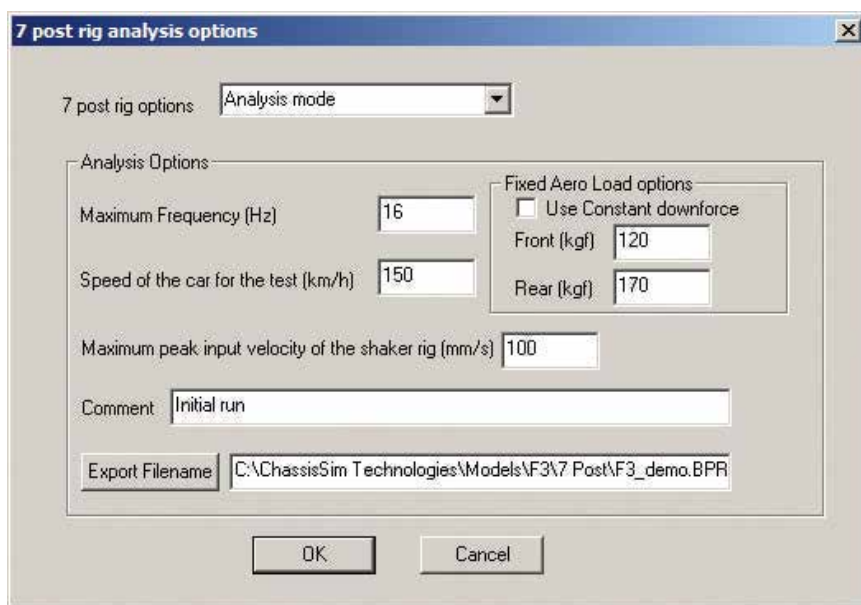 7 post rig analysis options
7 post rig options
Analysis mode
Analysis Options
Maximum Frequency (Hz)
16
Speed of the car for the test (km/h)
150
Fixed Aero Load options
Use Constant downforce
Front (kgf)
120
Rear (kgf)
170
Maximum peak input velocity of the shaker rig (mm/s)
100
Comment
Initial run
Export Filename
C:\ChassisSim Technologies\Models\F3\7 Post\F3_demo.BPR
OK
Cancel